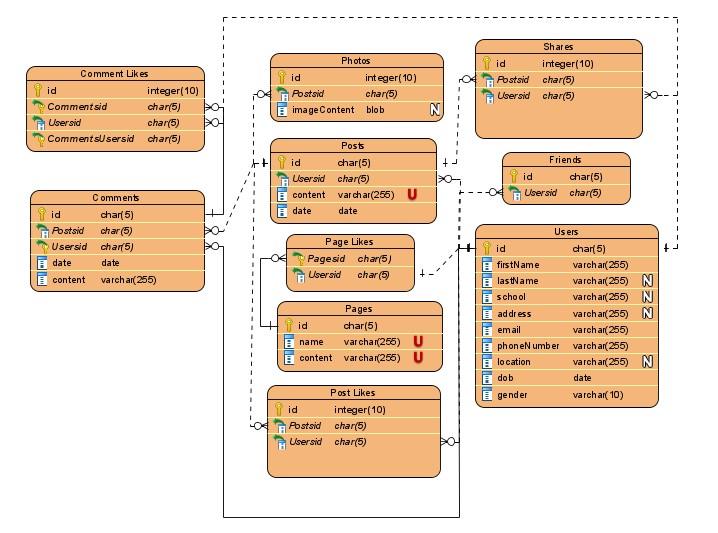 Comment Likes
id integer(10)
Commentsid char(5)
Usersid char(5)
CommentsUsersid char(5)
Comments
id char(5)
Postsid char(5)
Usersid char(5)
date date
content varchar(255)
Photos
id integer(10)
Postsid char(5)
imageContent blob N
Posts
id char(5)
Usersid char(5)
content varchar(255) U
date date
Page Likes
Pagesid char(5)
Usersid char(5)
Pages
id char(5)
name varchar(255) U
content varchar(255) U
Post Likes
id integer(10)
Postsid char(5)
Usersid char(5)
Shares
id integer(10)
Postsid char(5)
Usersid char(5)
Friends
id char(5)
Usersid char(5)
Users
id char(5)
firstName varchar(255)
lastName varchar(255) N
school varchar(255) N
address varchar(255) N
email varchar(255)
phoneNumber varchar(255)
location varchar(255) N
dob date
gender varchar(10)